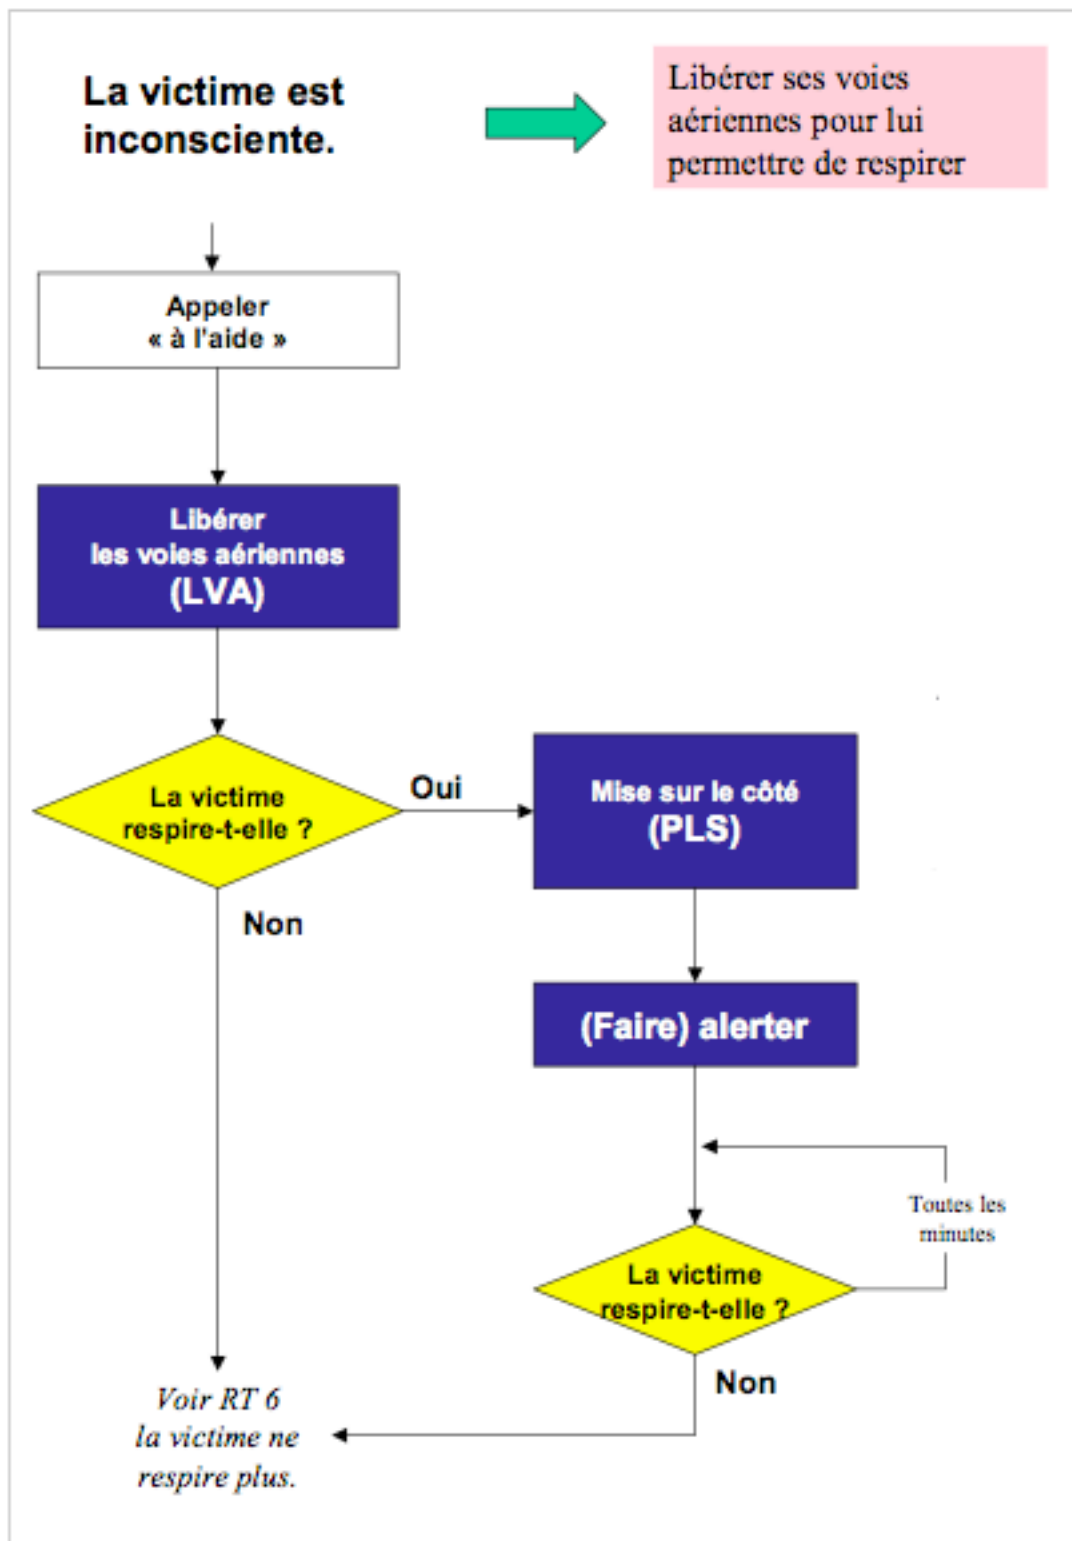 La victime est
inconsciente.
Libérer ses voies
aériennes pour lui
permettre de respirer
Appeler
« à l'aide »
Libérer
les voies aériennes
(LVA)
La victime
respire-t-elle ?
Oui
Mise sur le côté
(PLS)
Non
(Faire) alerter
Toutes les
minutes
La victime
respire-t-elle ?
Non
Voir RT 6
la victime ne
respire plus.